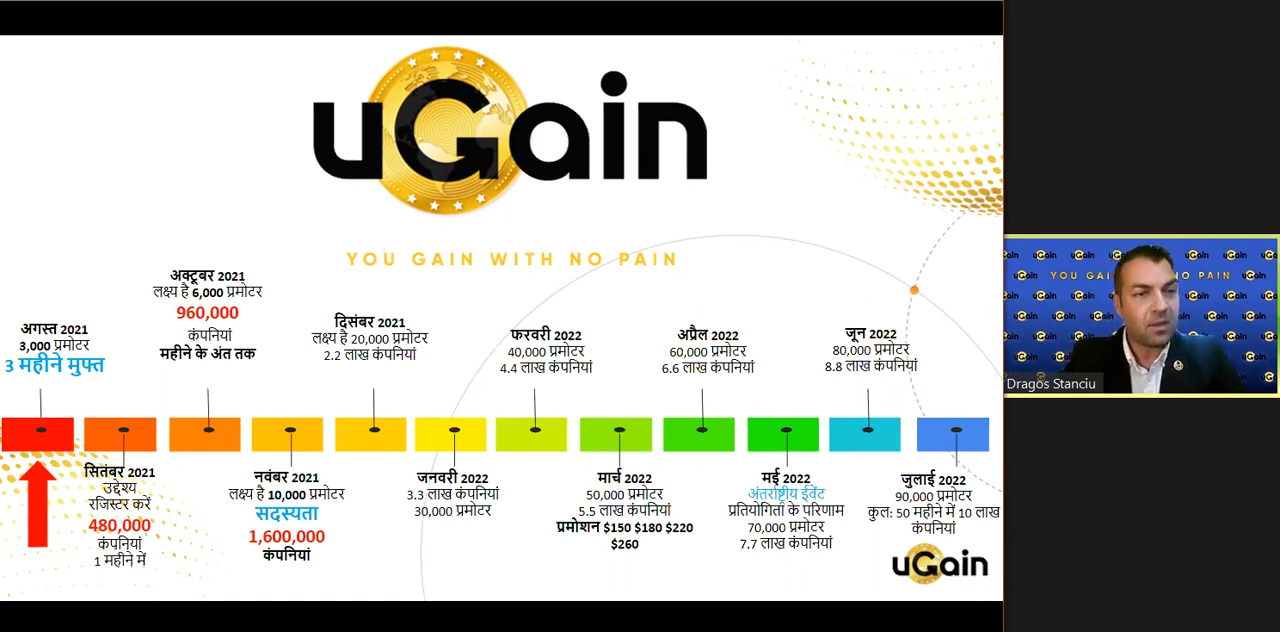 uGain
YOU GAIN WITH NO PAIN
अगस्त 2021
3,000 प्रमोटर
3 महीने मुफ्त
सितंबर 2021
उद्देश्य
रजिस्टर करें
480,000
कंपनियां
1 महीने में
अक्टूबर 2021
लक्ष्य है 6,000 प्रमोटर
960,000
कंपनियां
महीने के अंत तक
नवंबर 2021
लक्ष्य है 10,000 प्रमोटर
सदस्यता
1,600,000
कंपनियां
दिसंबर 2021
लक्ष्य है 20,000 प्रमोटर
2.2 लाख कंपनियां
जनवरी 2022
3.3 लाख कंपनियां
30,000 प्रमोटर
फरवरी 2022
40,000 प्रमोटर
4.4 लाख कंपनियां
मार्च 2022
50,000 प्रमोटर
5.5 लाख कंपनियां
प्रमोशन $150 $180 $220
$260
अप्रैल 2022
60,000 प्रमोटर
6.6 लाख कंपनियां
मई 2022
अंतर्राष्ट्रीय ईवेंट
प्रतियोगिता के परिणाम
70,000 प्रमोटर
7.7 लाख कंपनियां
जून 2022
80,000 प्रमोटर
8.8 लाख कंपनियां
जुलाई 2022
90,000 प्रमोटर
कुल: 50 महीने में 10 लाख
कंपनियां
uGain
YOU GAIN NO PAIN
Dragos Stanciu